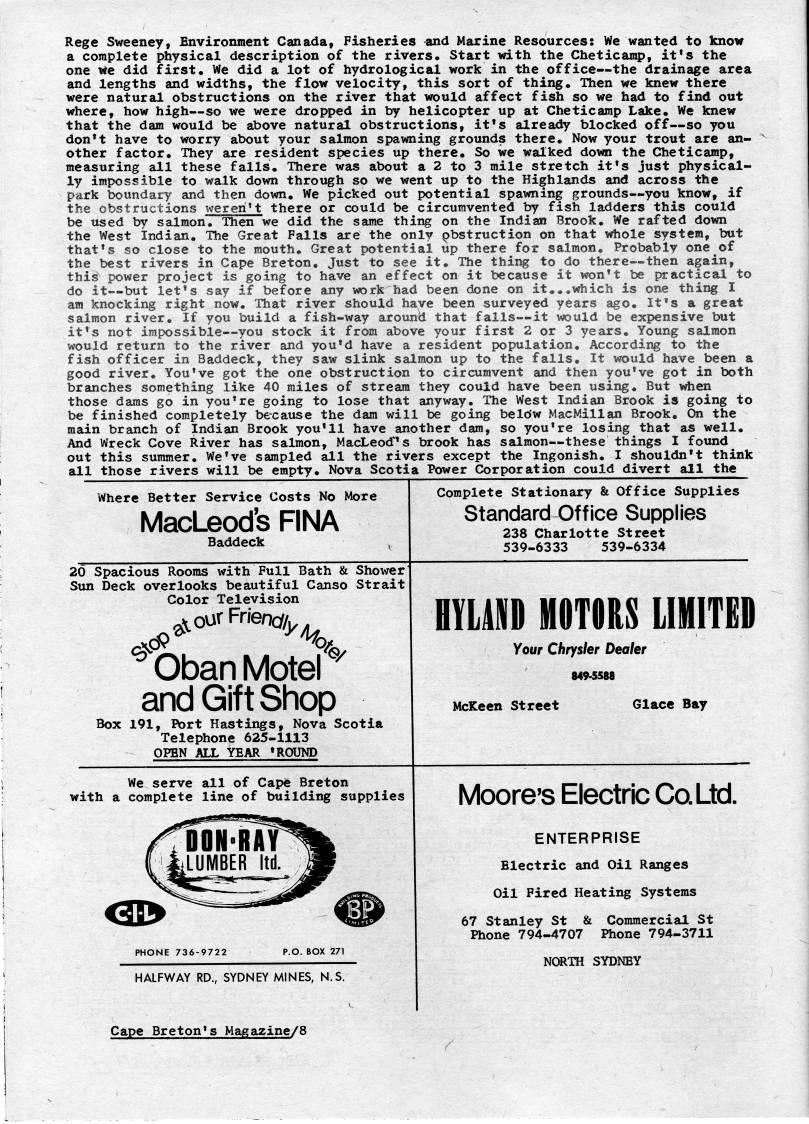 Rege Sweeney, Environment Canada, Fisheries and Marine Resources: We wanted to know
a complete physical description of the rivers. Start with the Cheticamp, it's the
one we did first. We did a lot of hydrological work in the office--the drainage area
and lengths and widths, the flow velocity, this sort of thing. Then we knew there
were natural obstructions on the river that would affect fish so we had to find out
where, how high--so we were dropped in by helicopter up at Cheticamp Lake. We knew
that the dam would be above natural obstructions, it's already blocked off--so you
don't have to worry about your salmon spawning grounds there. Now your trout are an-
other factor. They are resident species up there. So we walked down the Cheticamp,
measuring all these falls. There was about a 2 to 3 mile stretch it's just physical-
ly impossible to walk down through so we went up to the Highlands and across the
park boundary and then down. We picked out potential spawning grounds--you know, if
the obstructions weren't there or could be circumvented by fish ladders this could
be used by salmon. Then we did the same thing on the Indian Brook. We rafted down
the West Indian. The Great Falls are the only obstruction on that whole system, but
that's so close to the mouth. Great potential up there for salmon. Probably one of
the best rivers in Cape Breton. Just to see it. The thing to do there--then again,
this power project is going to have an effect on it because it won't be practical to
do it--but let's say if before any work had been done on it...which is one thing I
am knocking right now. That river should have been surveyed years ago. It's a great
salmon river. If you build a fish-way around that falls--it would be expensive but
it's not impossible--you stock it from above your first 2 or 3 years. Young salmon
would return to the river and you'd have a resident population. According to the
fish officer in Baddeck, they saw slink salmon up to the falls. It would have been a
good river. You've got the one obstruction to circumvent and then you've got in both
branches something like 40 miles of stream they could have been using. But when
those dams go in you're going to lose that anyway. The West Indian Brook is going to
be finished completely because the dam will be going below MacMillan Brook. On the
main branch of Indian Brook you'll have another dam, so you're losing that as well.
And Wreck Cove River has salmon, MacLeod's brook has salmon--these things I found
out this summer. We've sampled all the rivers except the Ingonish. I shouldn't think
all those rivers will be empty. Nova Scotia Power Corporation could divert all the
Where Better Service Costs No More
MacLeod's FINA
Baddeck
Complete Stationary & Office Supplies
Standard Office Supplies
238 Charlotte Street
539-6333 539-6334
20 Spacious Rooms with Full Bath & Shower
Sun Deck overlooks beautiful Canso Strait
Color Television
Stop at our Friendly Motel
Oban Motel
and Gift Shop
Box 191, Port Hastings, Nova Scotia
Telephone 625-1113
OPEN ALL YEAR 'ROUND
HYLAND MOTORS LIMITED
Your Chrysler Dealer
849-5588
McKeen Street Glace Bay
We serve all of Cape Breton
with a complete line of building supplies
DON·RAY
LUMBER ltd.
C-I-L
BUILDING PRODUCTS
BP
LIMITED
PHONE 736-9722 P.O. BOX 271
HALFWAY RD., SYDNEY MINES, N.S.
Moore's Electric Co. Ltd.
ENTERPRISE
Electric and Oil Ranges
Oil Fired Heating Systems
67 Stanley St & Commercial St
Phone 794-4707 Phone 794-3711
NORTH SYDNEY
Cape Breton's Magazine/8